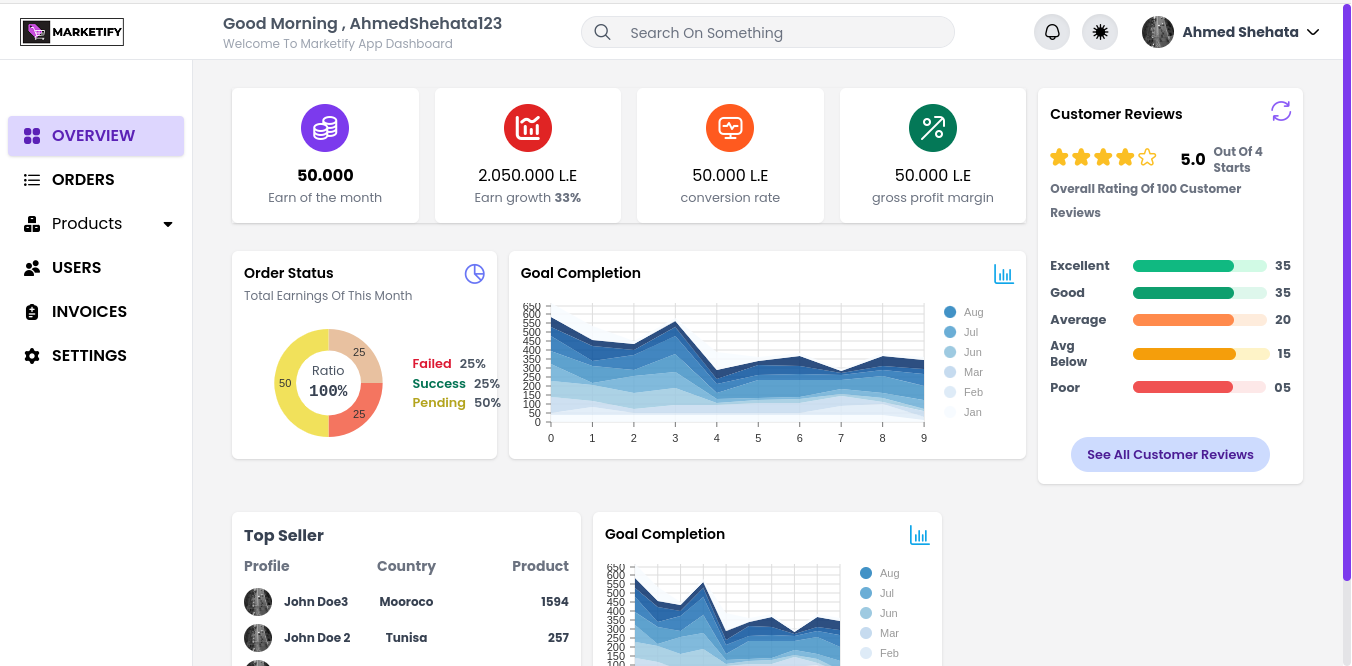 MARKETIFY
Good Morning , AhmedShehata123
Welcome To Marketify App Dashboard
Search On Something
Ahmed Shehata
OVERVIEW
ORDERS
Products
USERS
INVOICES
SETTINGS
50.000
Earn of the month
2.050.000 L.E
Earn growth 33%
50.000 L.E
conversion rate
50.000 L.E
gross profit margin
Customer Reviews
5.0
Out Of 4
Starts
Overall Rating Of 100 Customer
Reviews
Excellent 35
Good 35
Average 20
Avg
Below
15
Poor 05
See All Customer Reviews
Order Status
Total Earnings Of This Month
25
50
25
Ratio
100%
Failed 25%
Success 25%
Pending 50%
Goal Completion
650
600
550
500
450
400
350
300
250
200
150
100
50
0
0 1 2 3 4 5 6 7 8 9
Aug
Jul
Jun
Mar
Feb
Jan
Top Seller
Profile Country Product
John Doe3 Mooroco 1594
John Doe 2 Tunisa 257
Goal Completion
650
600
550
500
450
400
350
300
250
200
150
100
Aug
Jul
Jun
Mar
Feb